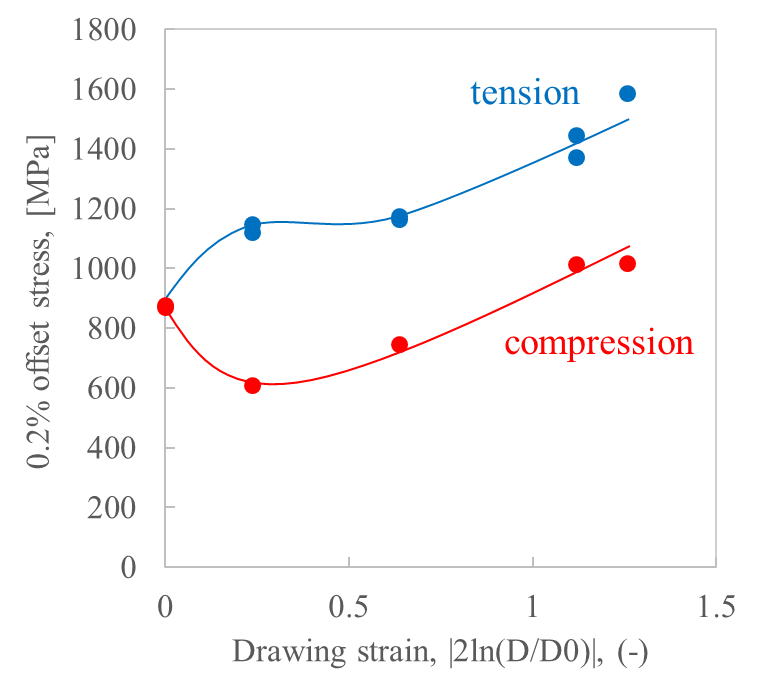 1800
1600
1400
1200
1000
800
600
400
200
0
0.2% offset stress, [MPa]
tension
compression
0 0.5 1 1.5
Drawing strain, |2ln(D/D0)|, (-)